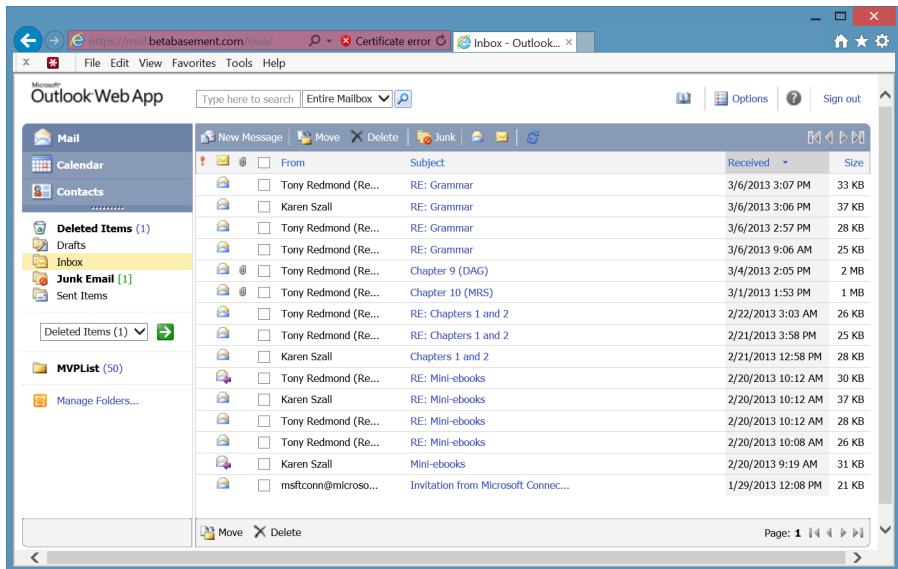 https://mail.betabasement.com/owa/ Certificate error Inbox - Outlook...
File Edit View Favorites Tools Help
Microsoft
Outlook Web App Type here to search Entire Mailbox Options Sign out
Mail New Message Move Delete Junk
Calendar From Subject Received Size
Contacts
Deleted Items (1)
Drafts
Inbox
Junk Email [1]
Sent Items
Deleted Items (1)
MVPList (50)
Manage Folders...
Tony Redmond (Re... RE: Grammar 3/6/2013 3:07 PM 33 KB
Karen Szall RE: Grammar 3/6/2013 3:06 PM 37 KB
Tony Redmond (Re... RE: Grammar 3/6/2013 2:57 PM 28 KB
Tony Redmond (Re... RE: Grammar 3/6/2013 9:06 AM 25 KB
Tony Redmond (Re... Chapter 9 (DAG) 3/4/2013 2:05 PM 2 MB
Tony Redmond (Re... Chapter 10 (MRS) 3/1/2013 1:53 PM 1 MB
Tony Redmond (Re... RE: Chapters 1 and 2 2/22/2013 3:03 AM 26 KB
Tony Redmond (Re... RE: Chapters 1 and 2 2/21/2013 3:58 PM 25 KB
Karen Szall Chapters 1 and 2 2/21/2013 12:58 PM 28 KB
Tony Redmond (Re... RE: Mini-ebooks 2/20/2013 10:12 AM 30 KB
Karen Szall RE: Mini-ebooks 2/20/2013 10:12 AM 37 KB
Tony Redmond (Re... RE: Mini-ebooks 2/20/2013 10:12 AM 28 KB
Tony Redmond (Re... RE: Mini-ebooks 2/20/2013 10:08 AM 26 KB
Karen Szall Mini-ebooks 2/20/2013 9:19 AM 31 KB
msftconn@microso... Invitation from Microsoft Connec... 1/29/2013 12:08 PM 21 KB
Move Delete Page: 1